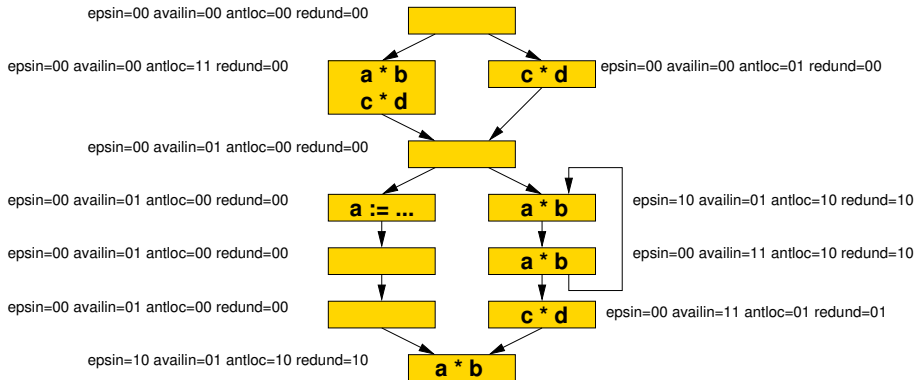 epsin=00 availin=00 antloc=00 redund=00
epsin=00 availin=00 antloc=11 redund=00
a * b
c * d
c * d
epsin=00 availin=00 antloc=01 redund=00
epsin=00 availin=01 antloc=00 redund=00
epsin=00 availin=01 antloc=00 redund=00
a := ...
a * b
epsin=10 availin=01 antloc=10 redund=10
epsin=00 availin=01 antloc=00 redund=00
a * b
epsin=00 availin=11 antloc=10 redund=10
epsin=00 availin=01 antloc=00 redund=00
c * d
epsin=00 availin=11 antloc=01 redund=01
epsin=10 availin=01 antloc=10 redund=10
a * b